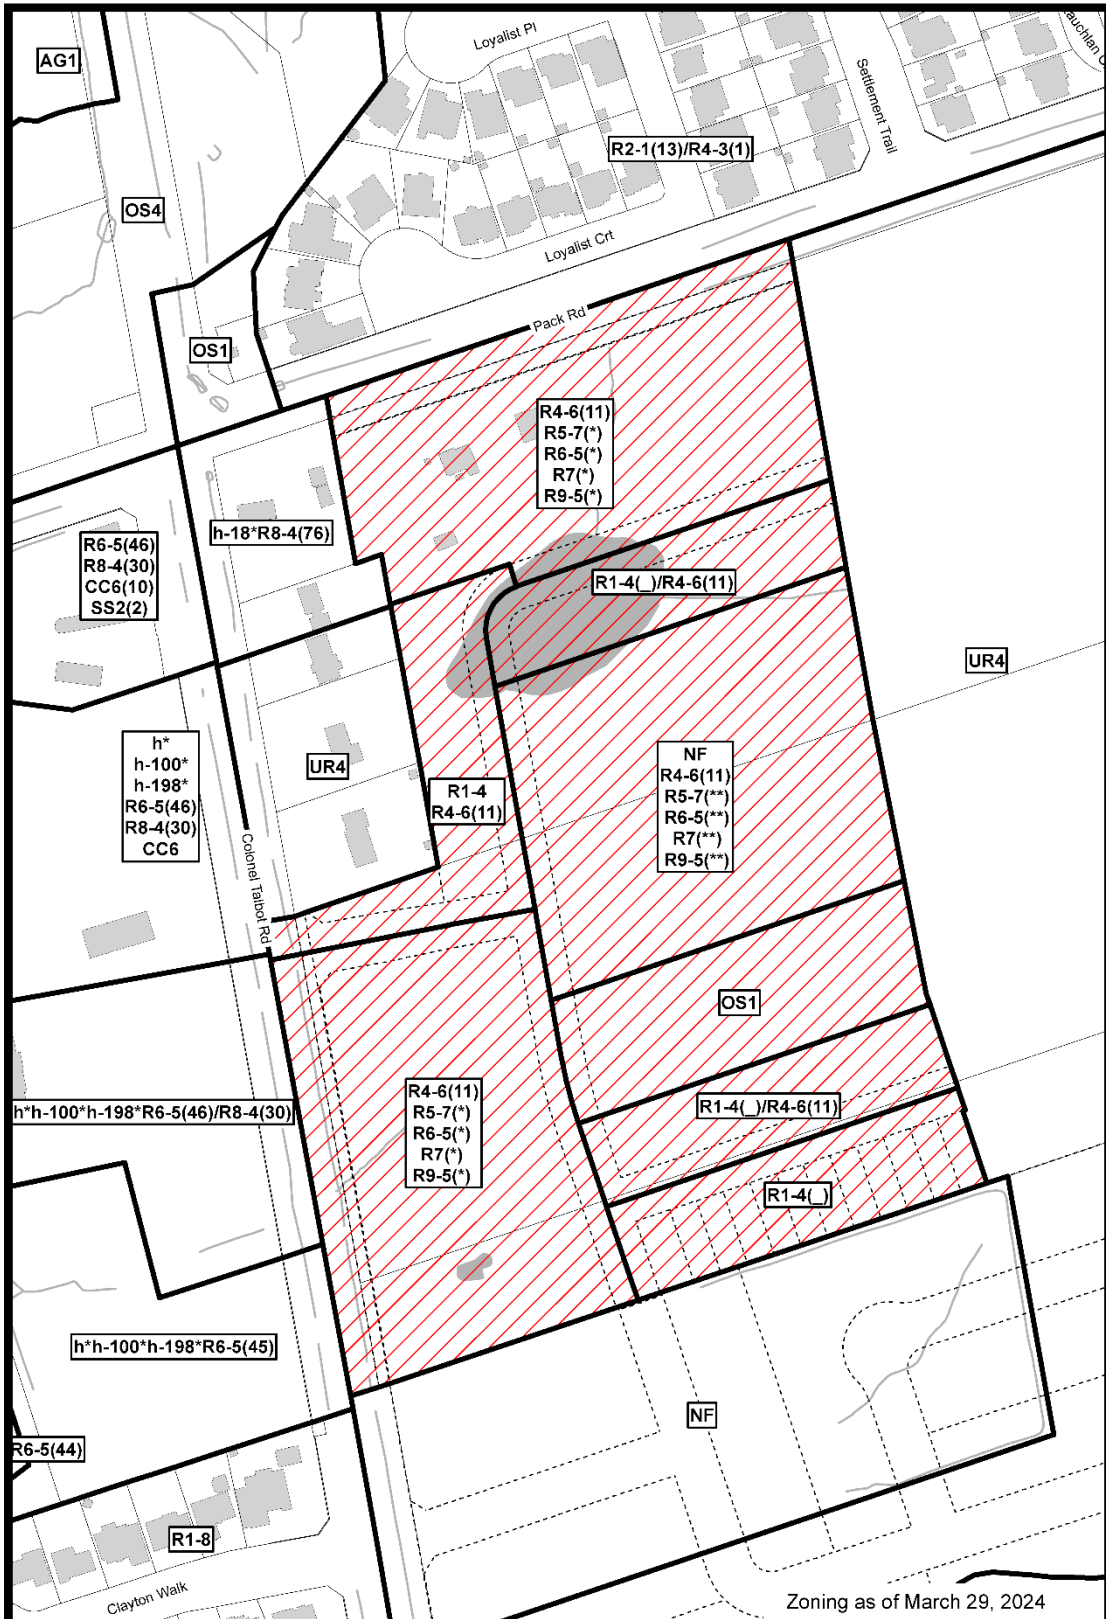 Loyalist Pl
AG1
Settlement Trail
R2-1(13)/R4-3(1)
OS4
Loyalist Crt
Pack Rd
OS1
R4-6(11)
R5-7(*)
R6-5(*)
R7(*)
R9-5(*)
h-18*R8-4(76)
R6-5(46)
R8-4(30)
CC6(10)
SS2(2)
R1-4(_)/R4-6(11)
UR4
h*
h-100*
h-198*
R6-5(46)
R8-4(30)
CC6
UR4
R1-4
R4-6(11)
NF
R4-6(11)
R5-7(**)
R6-5(**)
R7(**)
R9-5(**)
Colonel Talbot Rd
OS1
h*h-100*h-198*R6-5(46)/R8-4(30)
R4-6(11)
R5-7(*)
R6-5(*)
R7(*)
R9-5(*)
R1-4(_)/R4-6(11)
R1-4(_)
h*h-100*h-198*R6-5(45)
NF
R6-5(44)
R1-8
Clayton Walk
Zoning as of March 29, 2024